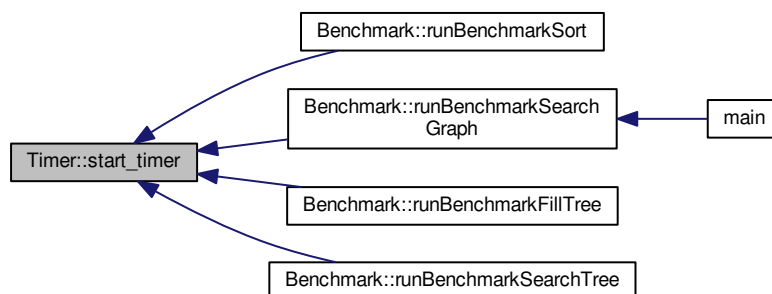 Benchmark::runBenchmarkSort
Benchmark::runBenchmarkSearch
Graph
main
Timer::start_timer
Benchmark::runBenchmarkFillTree
Benchmark::runBenchmarkSearchTree